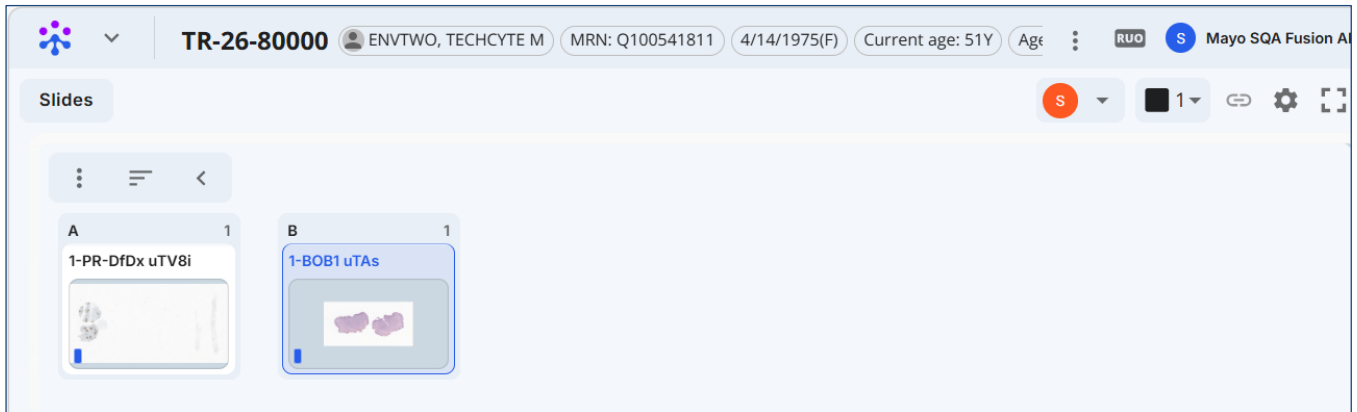 TR-26-80000 ENVTWO, TECHCYTE M MRN: Q100541811 4/14/1975(F) Current age: 51Y Age RUO S Mayo SQA Fusion
Slides S 1
A 1 B 1
1-PR-DfDx uTV8i 1-BOB1 uTAs